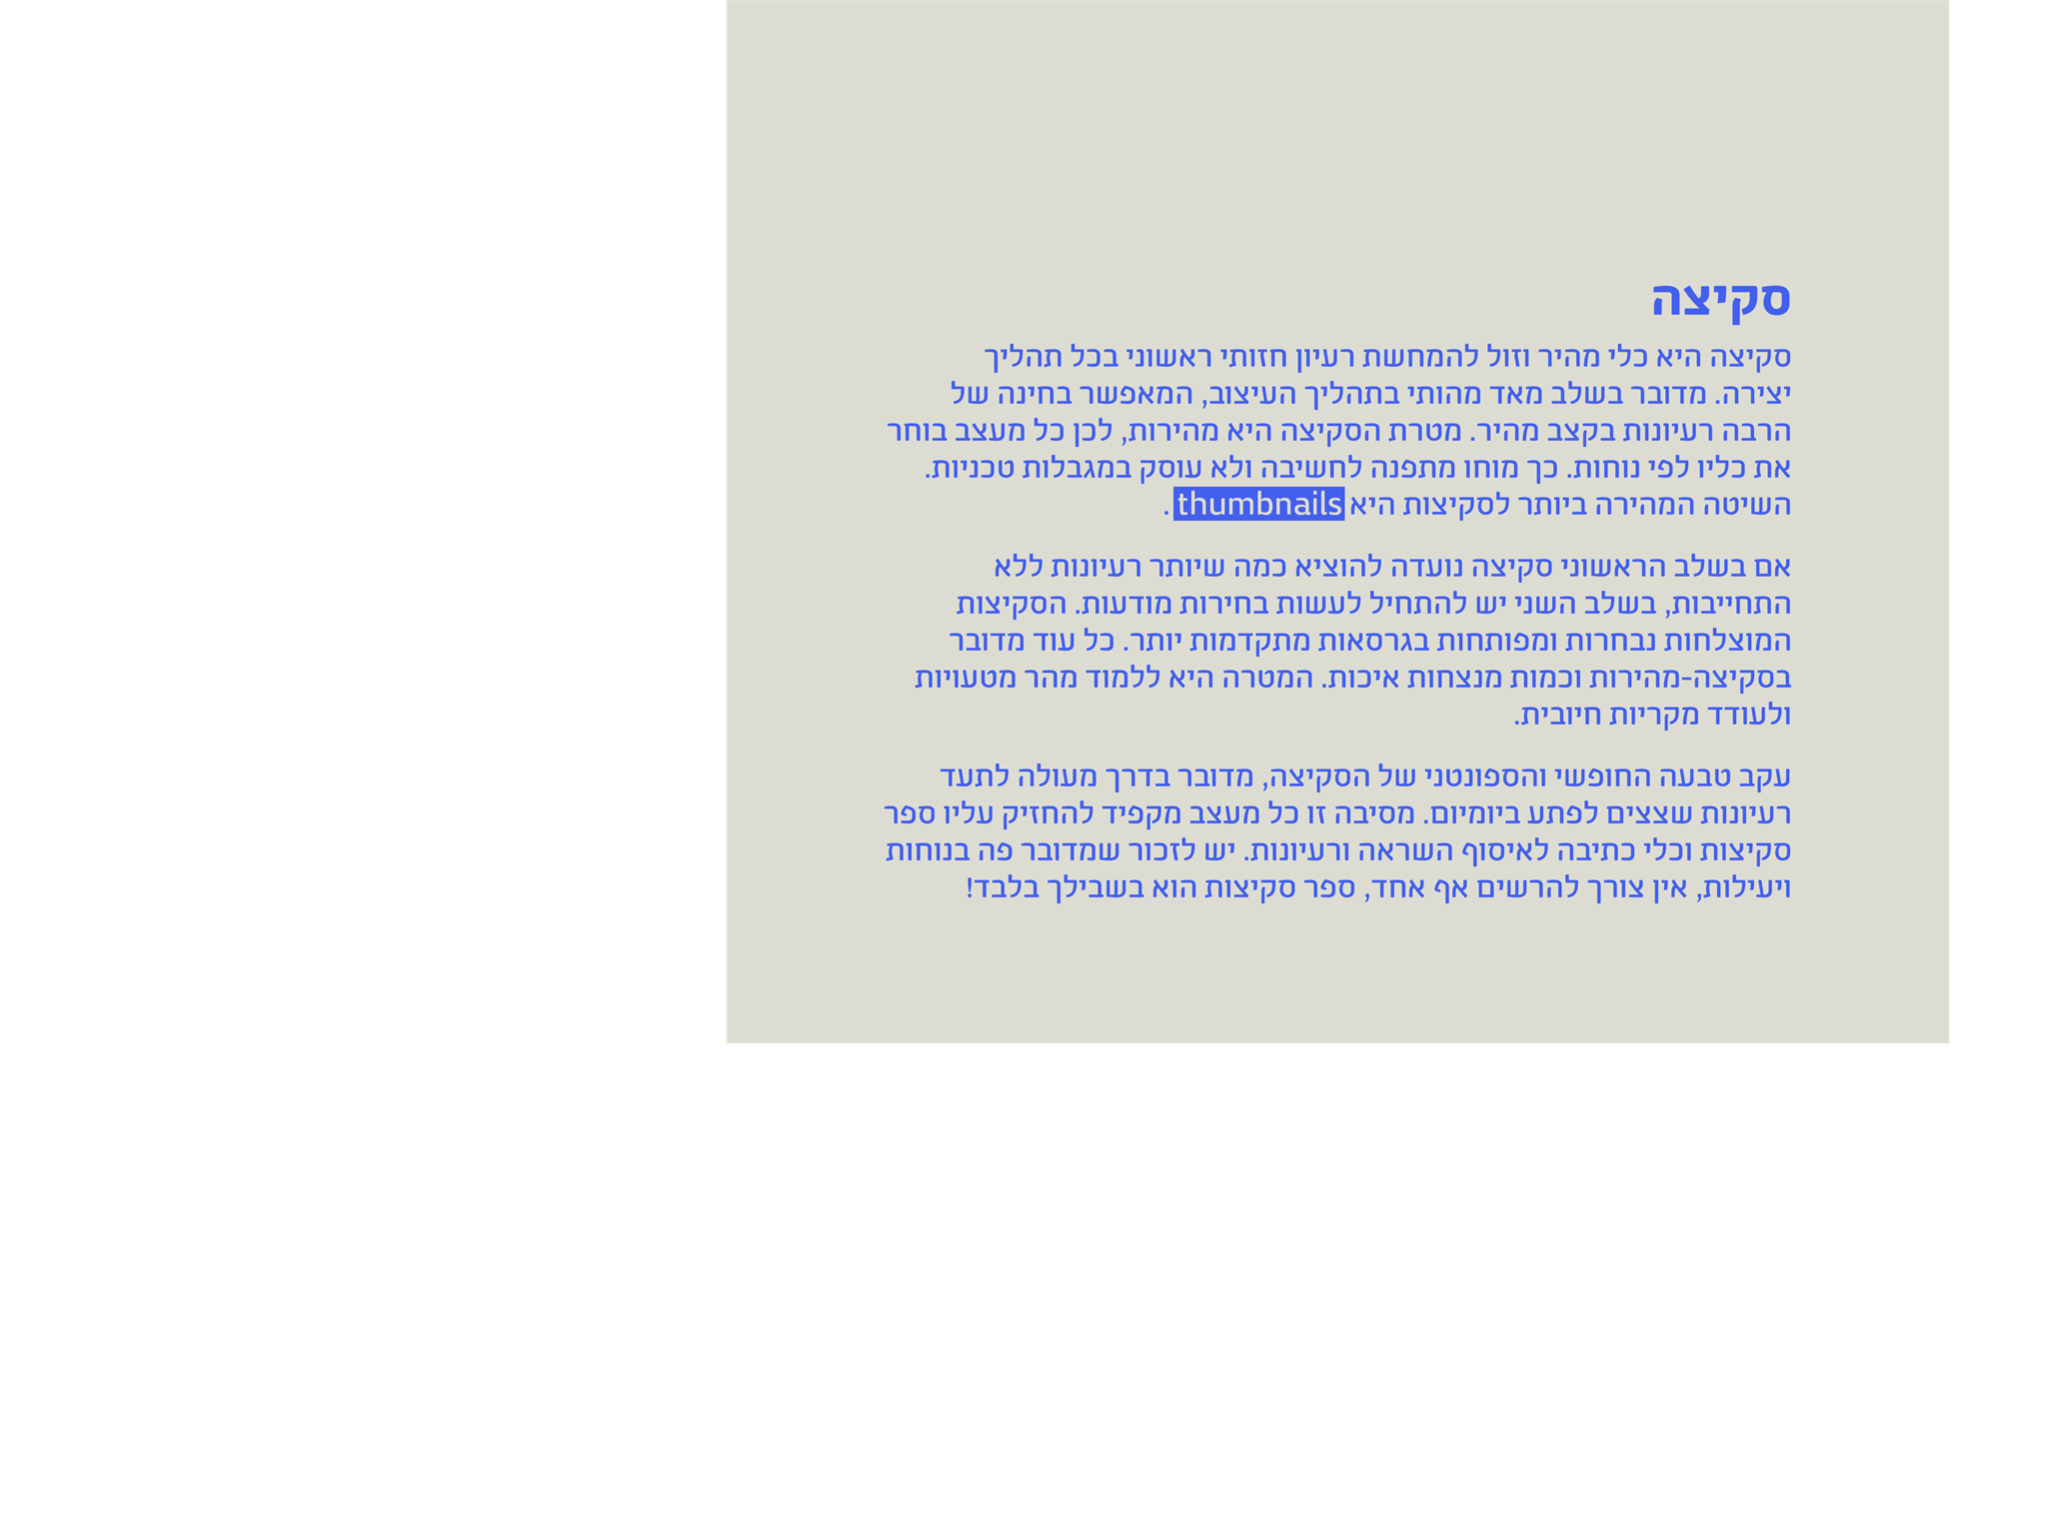 סקיצה
סקיצה היא כלי מהיר וזול להמחשת רעיון חזותי ראשוני בכל תהליך
יצירה. מדובר בשלב מאד מהותי בתהליך העיצוב, המאפשר בחינה של
הרבה רעיונות בקצב מהיר. מטרת הסקיצה היא מהירות, לכן כל מעצב בוחר
את כליו לפי נוחות. כך מוחו מתפנה לחשיבה ולא עוסק במגבלות טכניות.
השיטה המהירה ביותר לסקיצות היא thumbnails .
אם בשלב הראשוני סקיצה נועדה להוציא כמה שיותר רעיונות ללא
התחייבות, בשלב השני יש להתחיל לעשות בחירות מודעות. הסקיצות
המוצלחות נבחרות ומפותחות בגרסאות מתקדמות יותר. כל עוד מדובר
בסקיצה-מהירות וכמות מנצחות איכות. המטרה היא ללמוד מהר מטעויות
ולעודד מקריות חיובית.
עקב טבעה החופשי והספונטני של הסקיצה, מדובר בדרך מעולה לתעד
רעיונות שצצים לפתע ביומיום. מסיבה זו כל מעצב מקפיד להחזיק עליו ספר
סקיצות וכלי כתיבה לאיסוף השראה ורעיונות. יש לזכור שמדובר פה בנוחות
ויעילות, אין צורך להרשים אף אחד, ספר סקיצות הוא בשבילך בלבד!